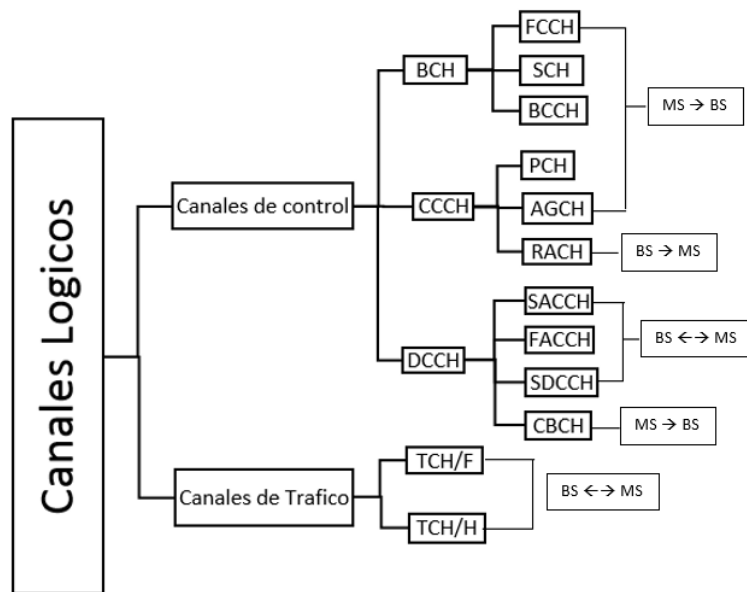 Canales Logicos
Canales de control
BCH
FCCH
SCH
BCCH
MS → BS
CCCH
PCH
AGCH
RACH
BS → MS
DCCH
SACCH
FACCH
SDCCH
BS ←→ MS
CBCH
MS → BS
Canales de Trafico
TCH/F
TCH/H
BS ←→ MS